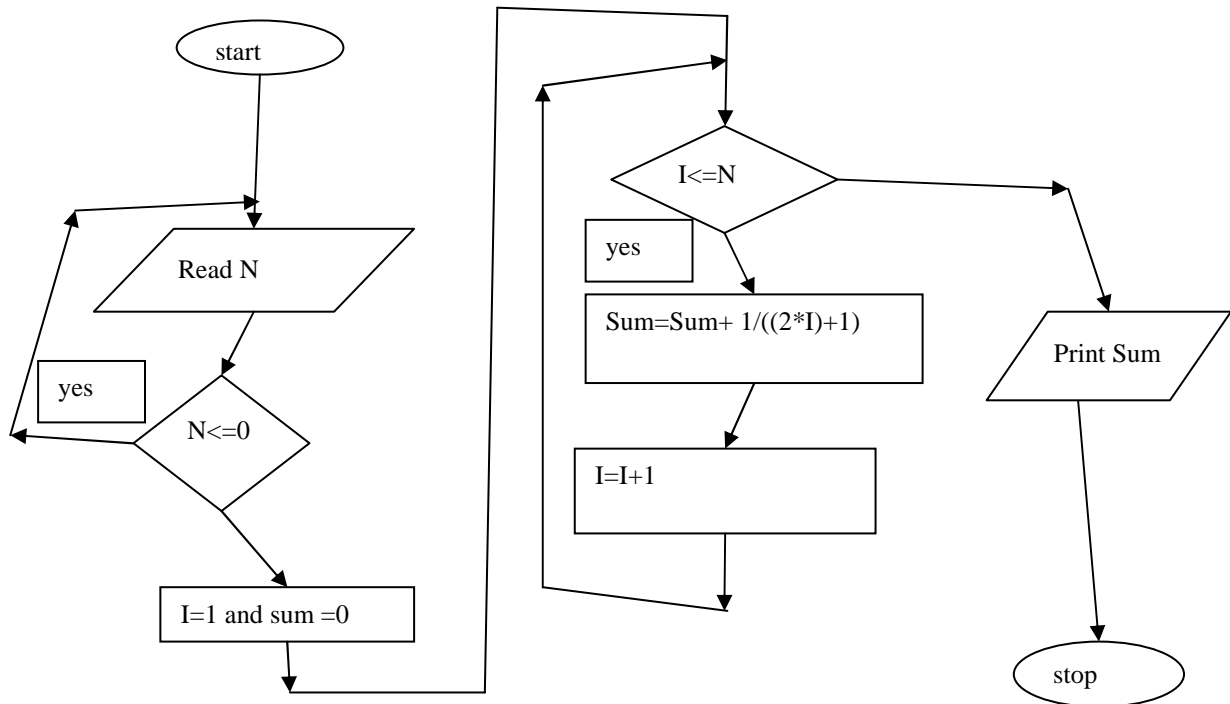 start
Read N
yes
N<=0
I=1 and sum =0
I<=N
yes
Sum=Sum+ 1/((2*I)+1)
I=I+1
Print Sum
stop